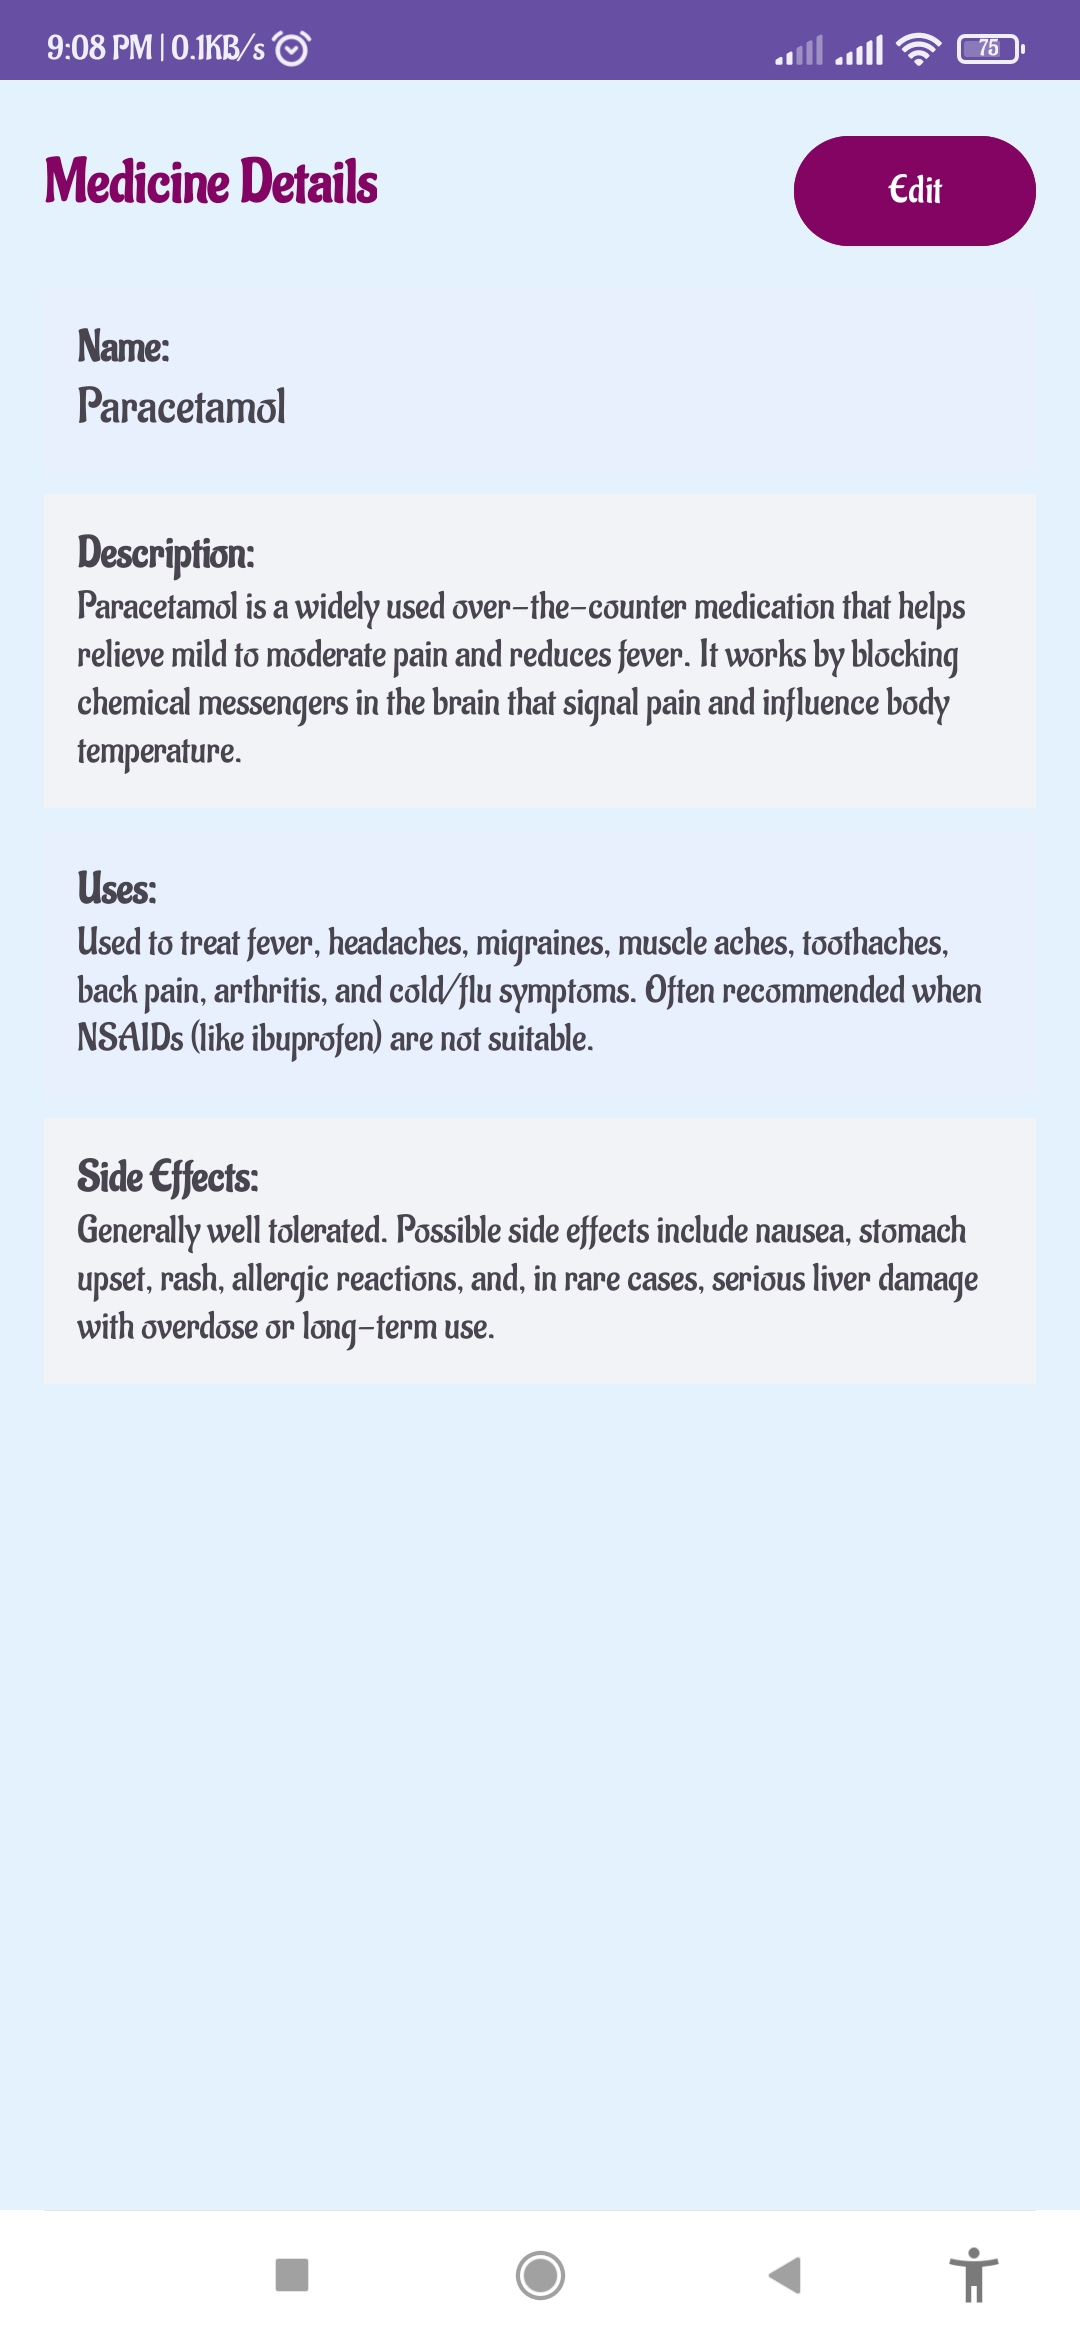 9:08 PM | 0.1KB/s
75
Medicine Details
Edit
Name:
Paracetamol
Description:
Paracetamol is a widely used over-the-counter medication that helps
relieve mild to moderate pain and reduces fever. It works by blocking
chemical messengers in the brain that signal pain and influence body
temperature.
Uses:
Used to treat fever, headaches, migraines, muscle aches, toothaches,
back pain, arthritis, and cold/flu symptoms. Often recommended when
NSAIDs (like ibuprofen) are not suitable.
Side Effects:
Generally well tolerated. Possible side effects include nausea, stomach
upset, rash, allergic reactions, and, in rare cases, serious liver damage
with overdose or long-term use.